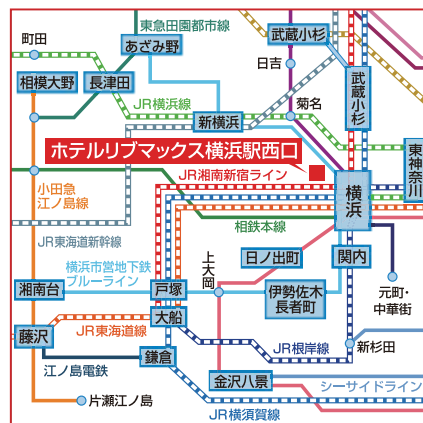 東急田園都市線
町田
あざみ野
武蔵小杉
日吉
相模大野
長津田
武蔵小杉
JR横浜線
菊名
新横浜
東神奈川
ホテルリブマックス横浜駅西口
JR湘南新宿ライン
横浜
小田急
江ノ島線
相鉄本線
JR東海道新幹線
上大岡
日ノ出町
関内
横浜市営地下鉄
ブルーライン
湘南台
戸塚
伊勢佐木
長者町
元町・
中華街
大船
藤沢
JR東海道線
JR根岸線
新杉田
鎌倉
江ノ島電鉄
金沢八景
シーサイドライン
片瀬江ノ島
JR横須賀線